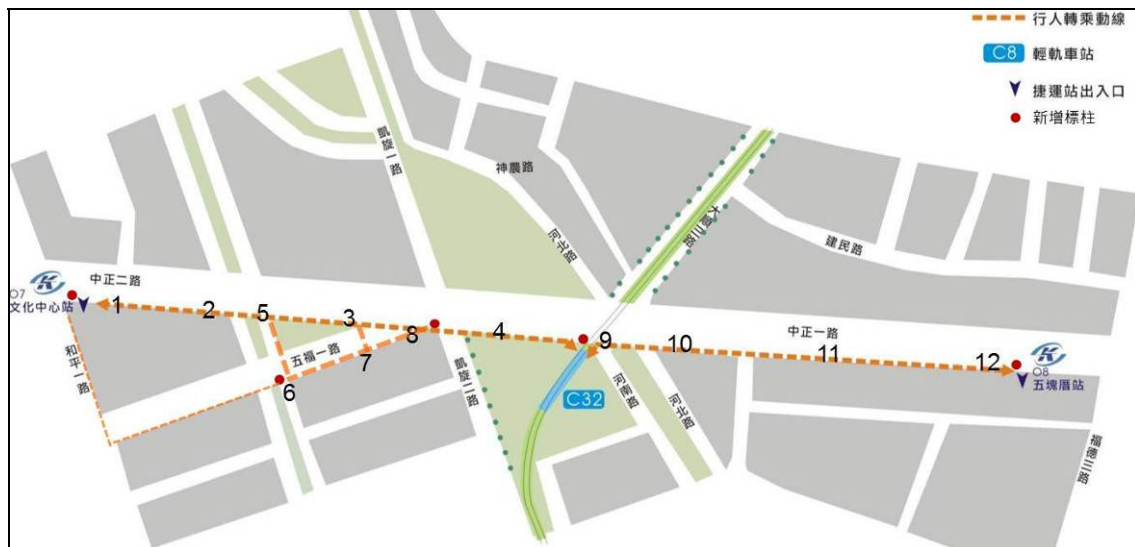 行人轉乘動線
C8 輕軌車站
捷運站出入口
新增標柱
凱旋一路
神農路
河北路
大順三路
建民路
中正二路
中正一路
K
O7
文化中心站
1
2
5
3
8
4
9
10
11
12
K
O8
五塊厝站
五福一路
7
6
和平一路
凱旋二路
C32
河南路
河北路
福德三路